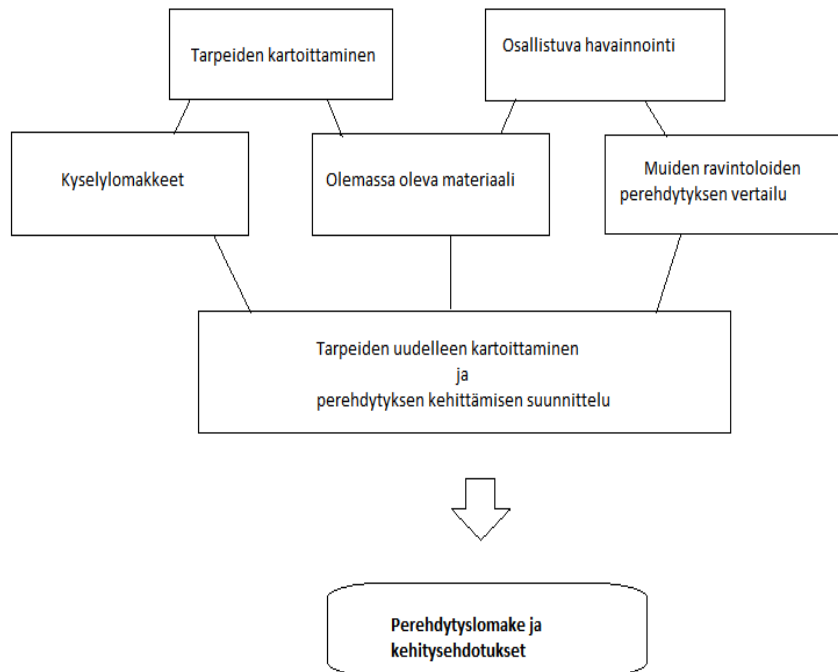 Tarpeiden kartoittaminen
Osallistuva havainnointi
Kyselylomakkeet
Olemassa oleva materiaali
Muiden ravintoloiden
perehdytyksen vertailu
Tarpeiden uudelleen kartoittaminen
ja
perehdytyksen kehittämisen suunnittelu
Perehdytyslomake ja
kehitysehdotukset